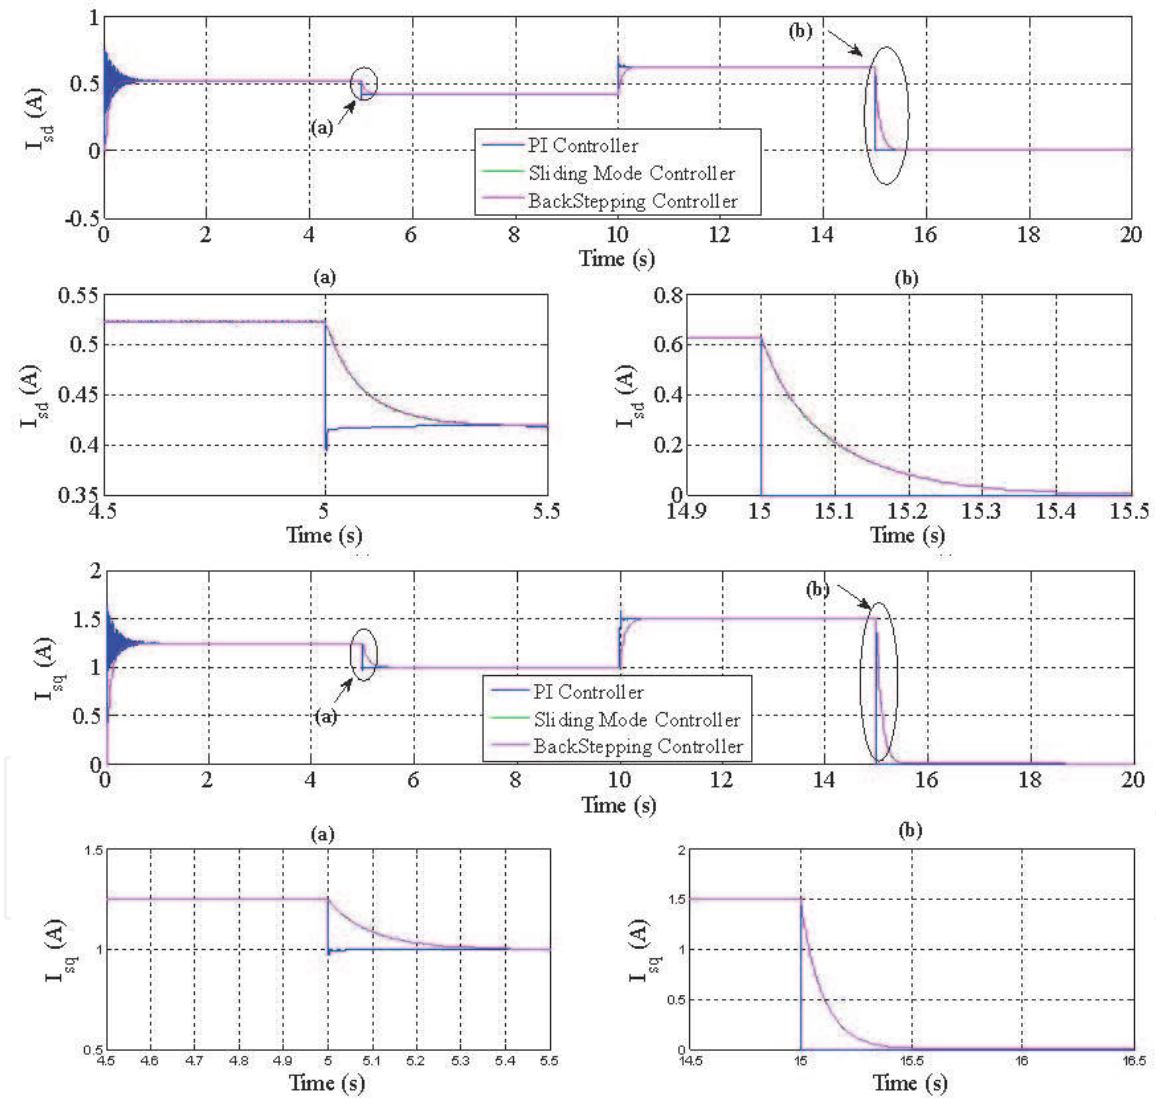 1
0.5
0
-0.5
I_sd (A)
(a)
(b)
PI Controller
Sliding Mode Controller
BackStepping Controller
0 2 4 6 8 10 12 14 16 18 20
Time (s)
(a)
0.55
0.5
0.45
0.4
0.35
I_sd (A)
4.5 5 5.5
Time (s)
(b)
0.8
0.6
0.4
0.2
0
I_sd (A)
14.9 15 15.1 15.2 15.3 15.4 15.5
Time (s)
2
1.5
1
0.5
0
I_sq (A)
(a)
(b)
PI Controller
Sliding Mode Controller
BackStepping Controller
0 2 4 6 8 10 12 14 16 18 20
Time (s)
(a)
1.5
1
0.5
I_sq (A)
4.5 4.6 4.7 4.8 4.9 5 5.1 5.2 5.3 5.4 5.5
Time (s)
(b)
2
1.5
1
0.5
0
I_sq (A)
14.5 15 15.5 16 16.5
Time (s)